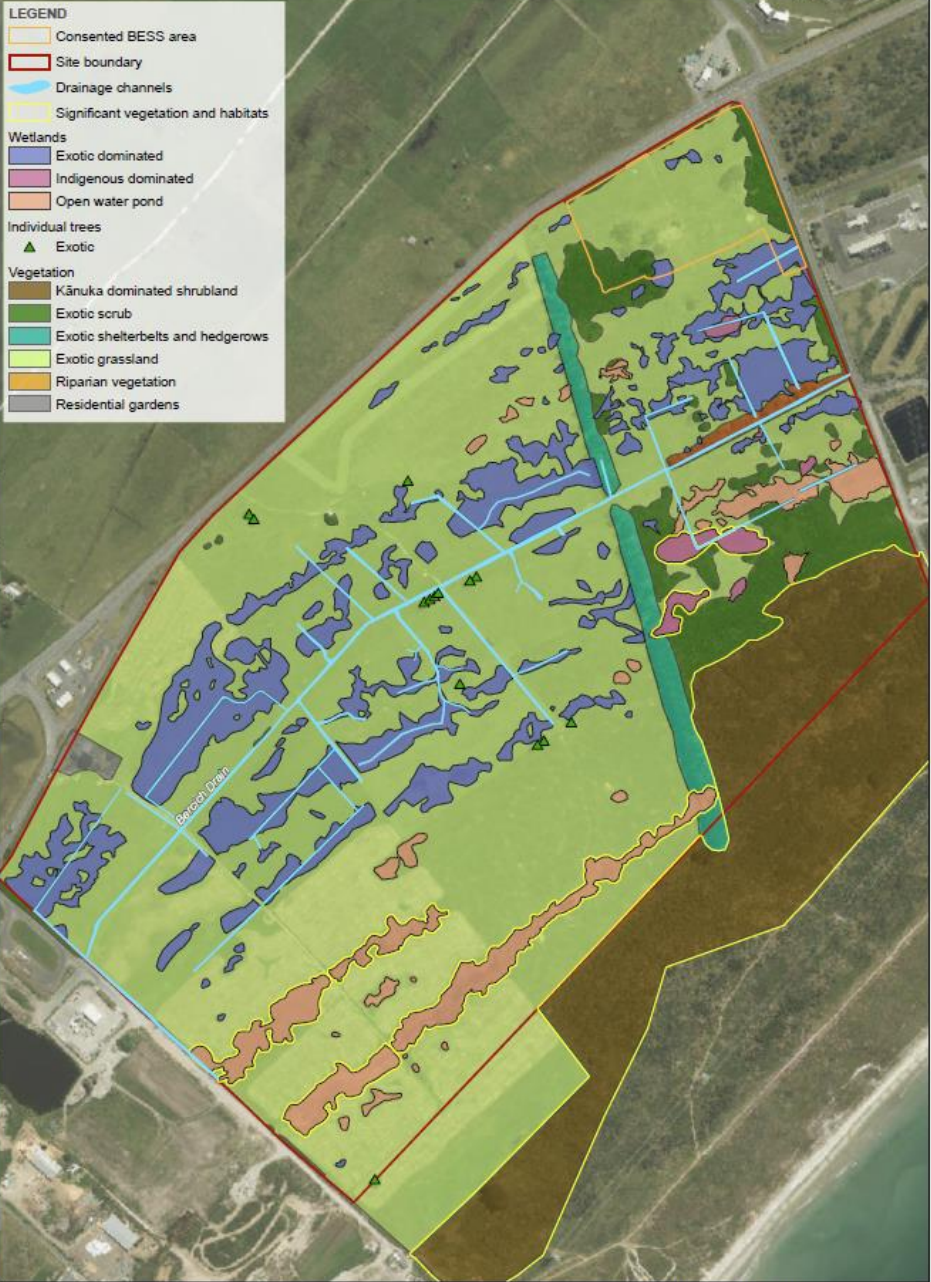 LEGEND
Consented BESS area
Site boundary
Drainage channels
Significant vegetation and habitats
Wetlands
Exotic dominated
Indigenous dominated
Open water pond
Individual trees
Exotic
Vegetation
Kānuka dominated shrubland
Exotic scrub
Exotic shelterbelts and hedgerows
Exotic grassland
Riparian vegetation
Residential gardens
Bercich Drain